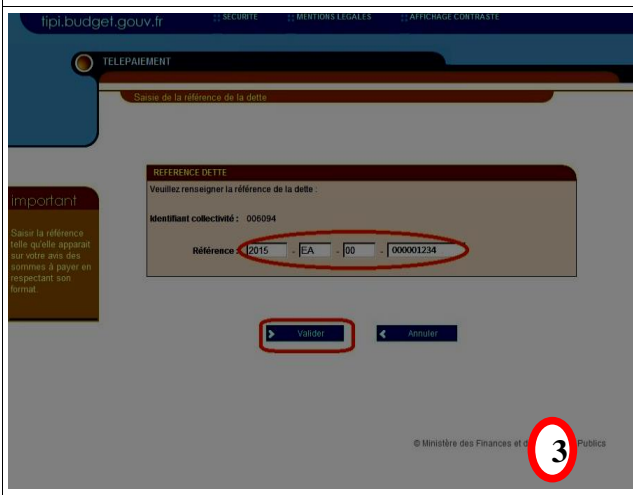 tipi.budget.gouv.fr
:: SECURITE :: MENTIONS LEGALES :: AFFICHAGE CONTRASTE
TELEPAIEMENT
Saisie de la référence de la dette
REFERENCE DETTE
Veuillez renseigner la référence de la dette :
Identifiant collectivité : 006094
Référence : 2015 - EA - 00 - 000001234
important
Saisir la référence
telle qu'elle apparait
sur votre avis des
sommes à payer en
respectant son
format.
Valider
Annuler
© Ministère des Finances et d Publics
3